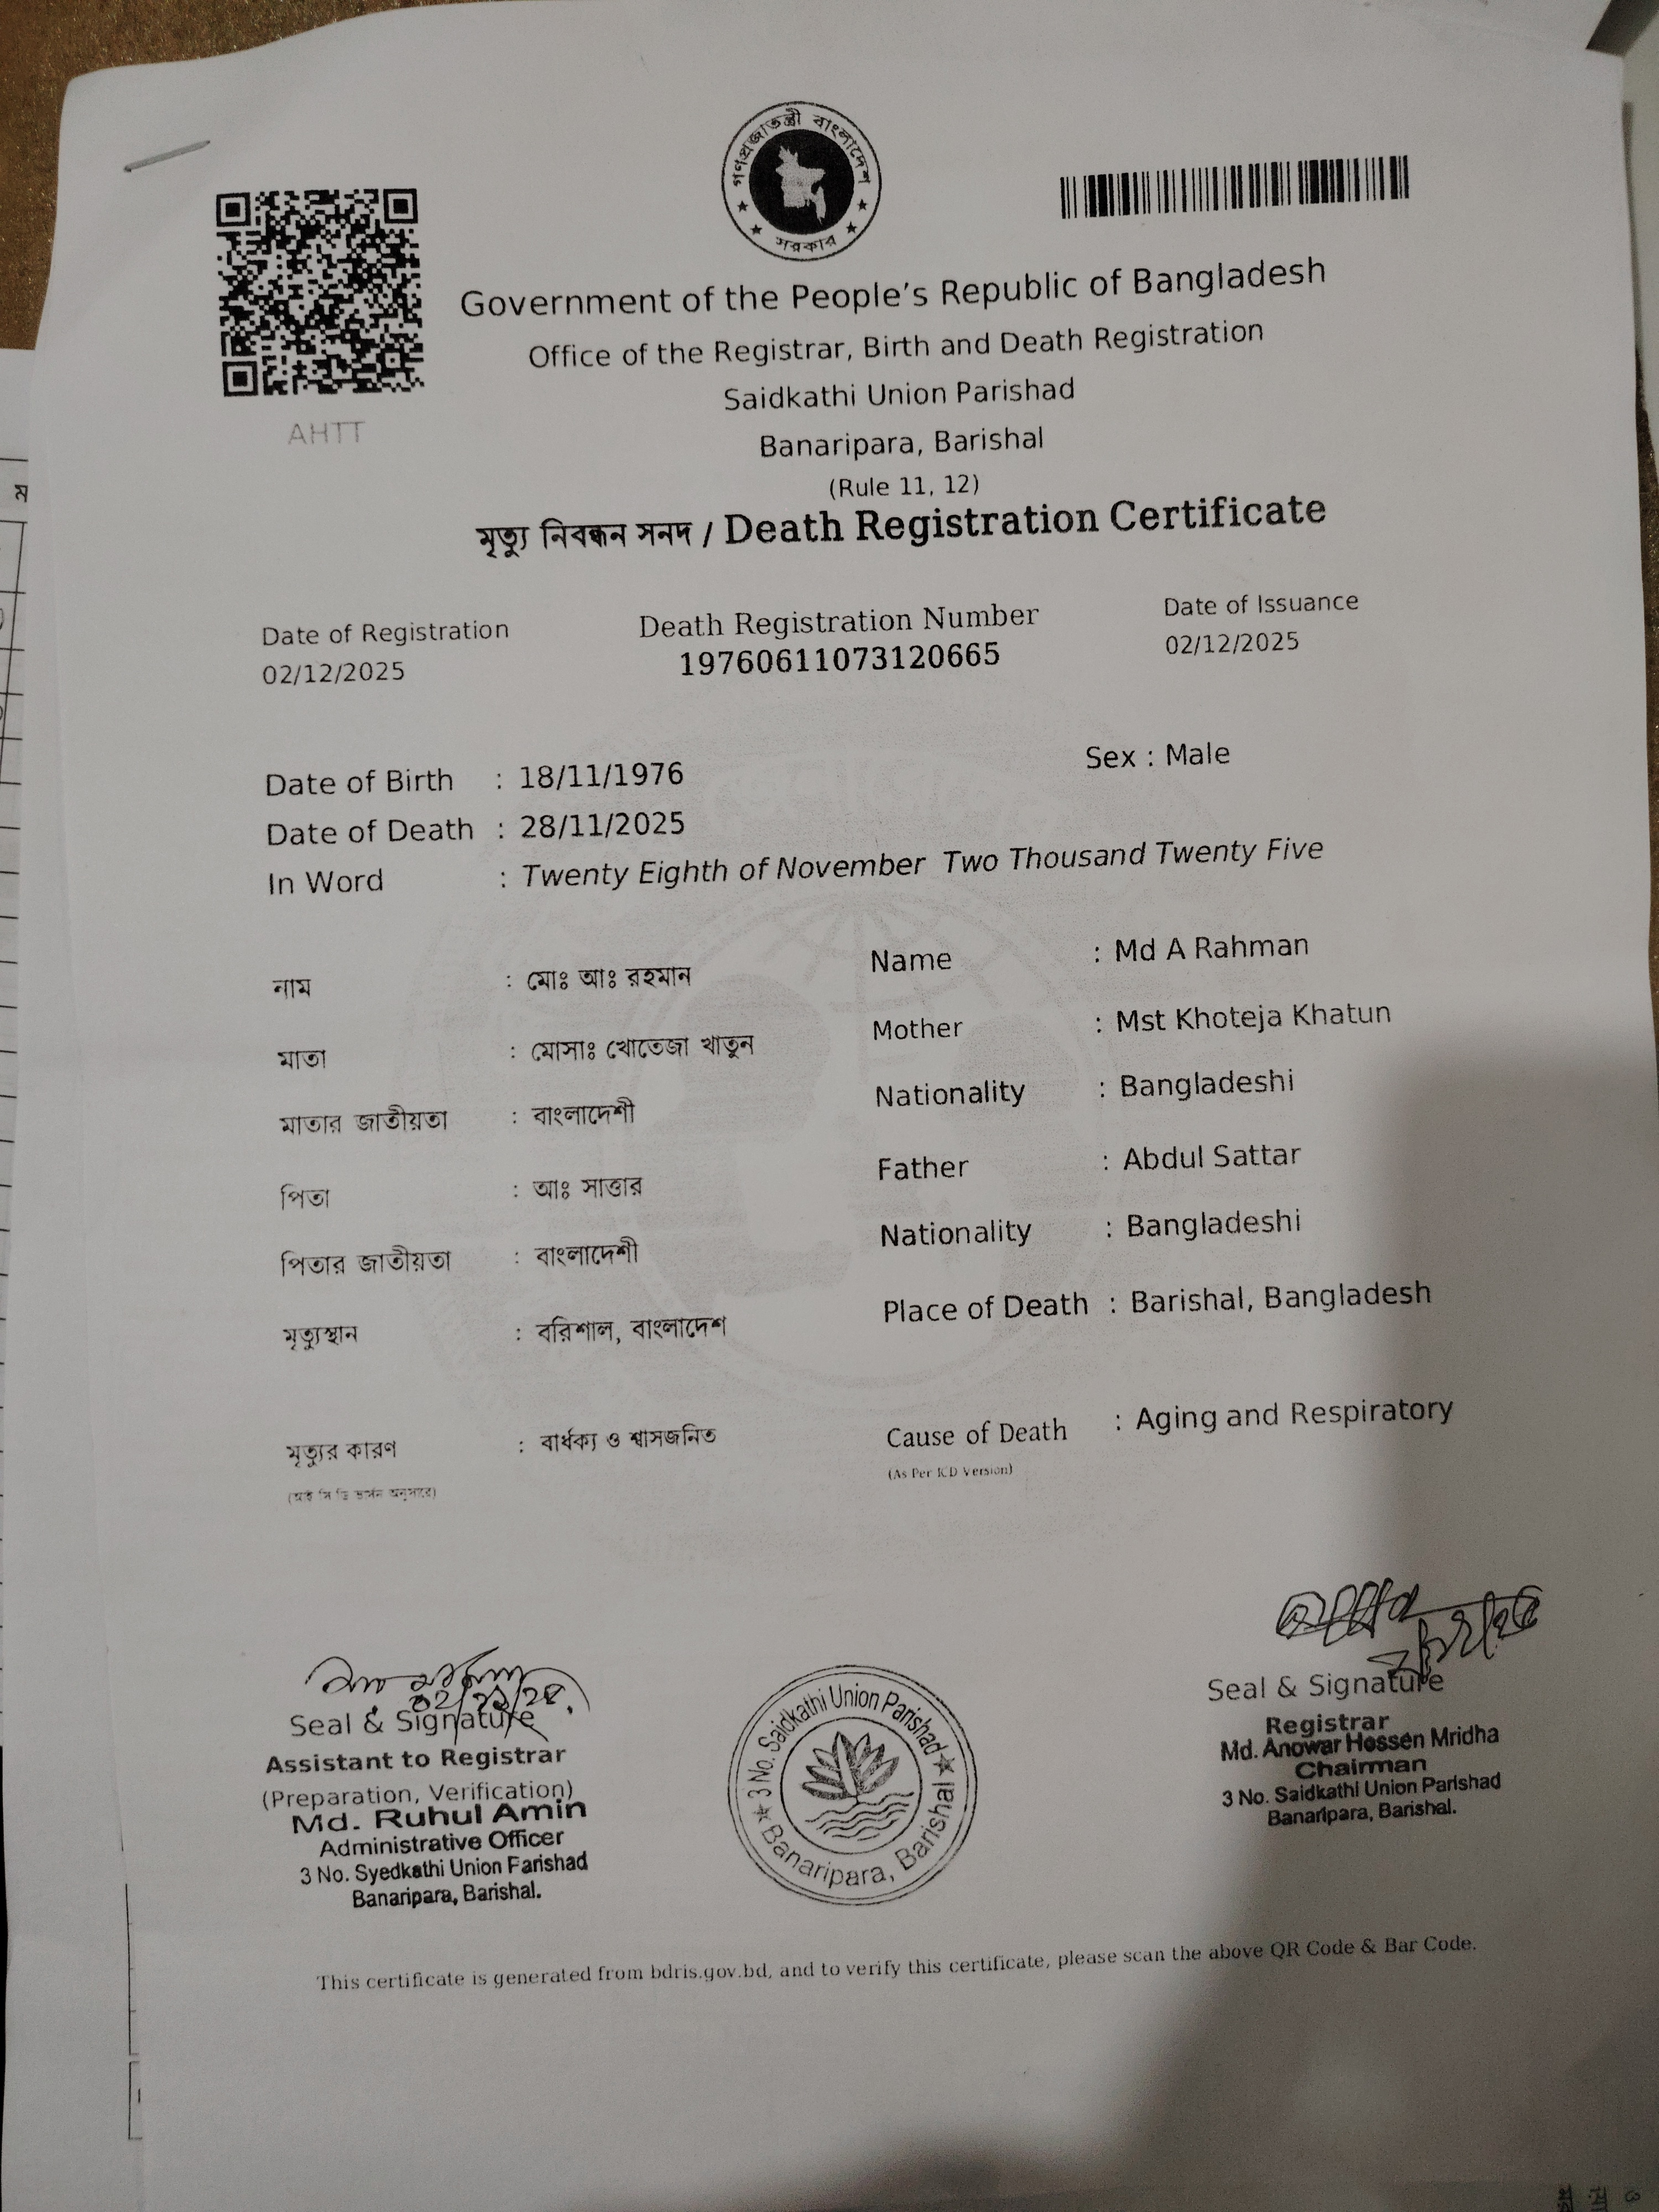 গণপ্রজাতন্ত্রী বাংলাদেশ
সরকার
AHTT
Government of the People's Republic of Bangladesh
Office of the Registrar, Birth and Death Registration
Saidkathi Union Parishad
Banaripara, Barishal
(Rule 11, 12)
মৃত্যু নিবন্ধন সনদ / Death Registration Certificate
Date of Registration Death Registration Number Date of Issuance
02/12/2025 19760611073120665 02/12/2025
Date of Birth : 18/11/1976 Sex : Male
Date of Death : 28/11/2025
In Word : Twenty Eighth of November Two Thousand Twenty Five
নাম : মোঃ আঃ রহমান Name : Md A Rahman
মাতা : মোসাঃ খোতেজা খাতুন Mother : Mst Khoteja Khatun
মাতার জাতীয়তা : বাংলাদেশী Nationality : Bangladeshi
পিতা : আঃ সাত্তার Father : Abdul Sattar
পিতার জাতীয়তা : বাংলাদেশী Nationality : Bangladeshi
মৃত্যুস্থান : বরিশাল, বাংলাদেশ Place of Death : Barishal, Bangladesh
মৃত্যুর কারণ : বার্ধক্য ও শ্বাসজনিত Cause of Death : Aging and Respiratory
(আই সি ডি ভার্সন অনুসারে) (As Per ICD Version)
Seal & Signature
Assistant to Registrar
(Preparation, Verification)
Md. Ruhul Amin
Administrative Officer
3 No. Syedkathi Union Farishad
Banaripara, Barishal.
3 No. Saidkathi Union Parishad
Banaripara, Barishal
Seal & Signature
Registrar
Md. Anowar Hossen Mridha
Chairman
3 No. Saidkathi Union Parishad
Banaripara, Barishal.
This certificate is generated from bdris.gov.bd, and to verify this certificate, please scan the above QR Code & Bar Code.